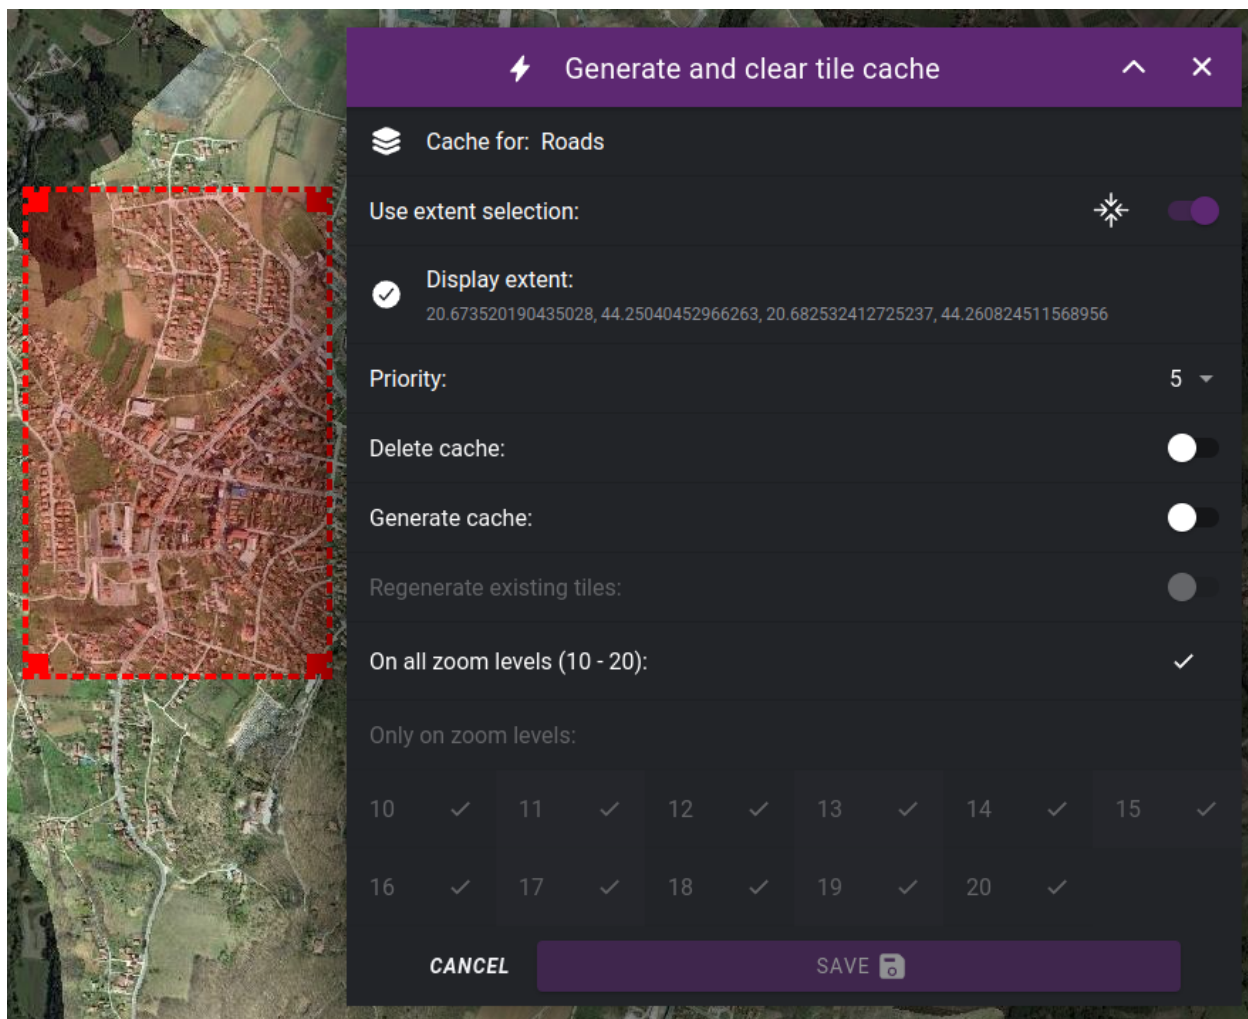 Generate and clear tile cache
Cache for: Roads
Use extent selection:
Display extent:
20.673520190435028, 44.25040452966263, 20.682532412725237, 44.260824511568956
Priority: 5
Delete cache:
Generate cache:
Regenerate existing tiles:
On all zoom levels (10 - 20):
Only on zoom levels:
10 11 12 13 14 15
16 17 18 19 20
CANCEL SAVE